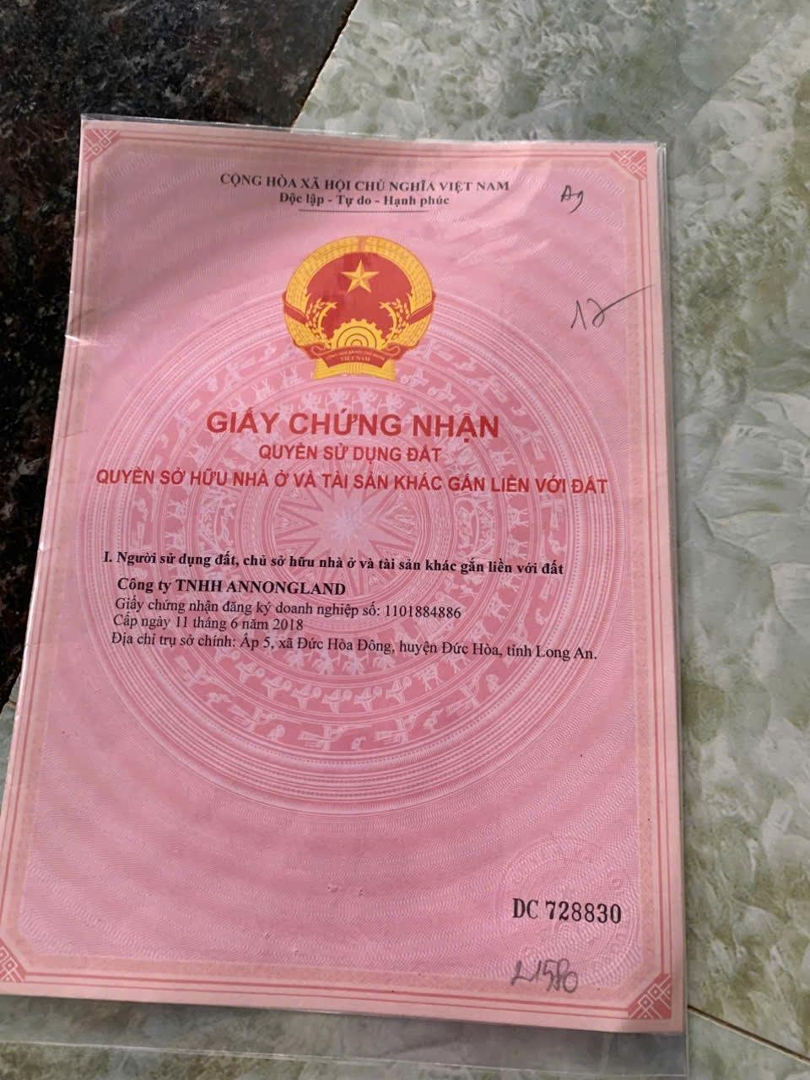 CỘNG HÒA XÃ HỘI CHỦ NGHĨA VIỆT NAM
Độc lập - Tự do - Hạnh phúc
A9
12
VIỆT NAM
GIẤY CHỨNG NHẬN
QUYỀN SỬ DỤNG ĐẤT
QUYỀN SỞ HỮU NHÀ Ở VÀ TÀI SẢN KHÁC GẮN LIỀN VỚI ĐẤT
I. Người sử dụng đất, chủ sở hữu nhà ở và tài sản khác gắn liền với đất
Công ty TNHH ANNONGLAND
Giấy chứng nhận đăng ký doanh nghiệp số: 1101884886
Cấp ngày 11 tháng 6 năm 2018
Địa chỉ trụ sở chính: Ấp 5, xã Đức Hòa Đông, huyện Đức Hòa, tỉnh Long An.
DC 728830